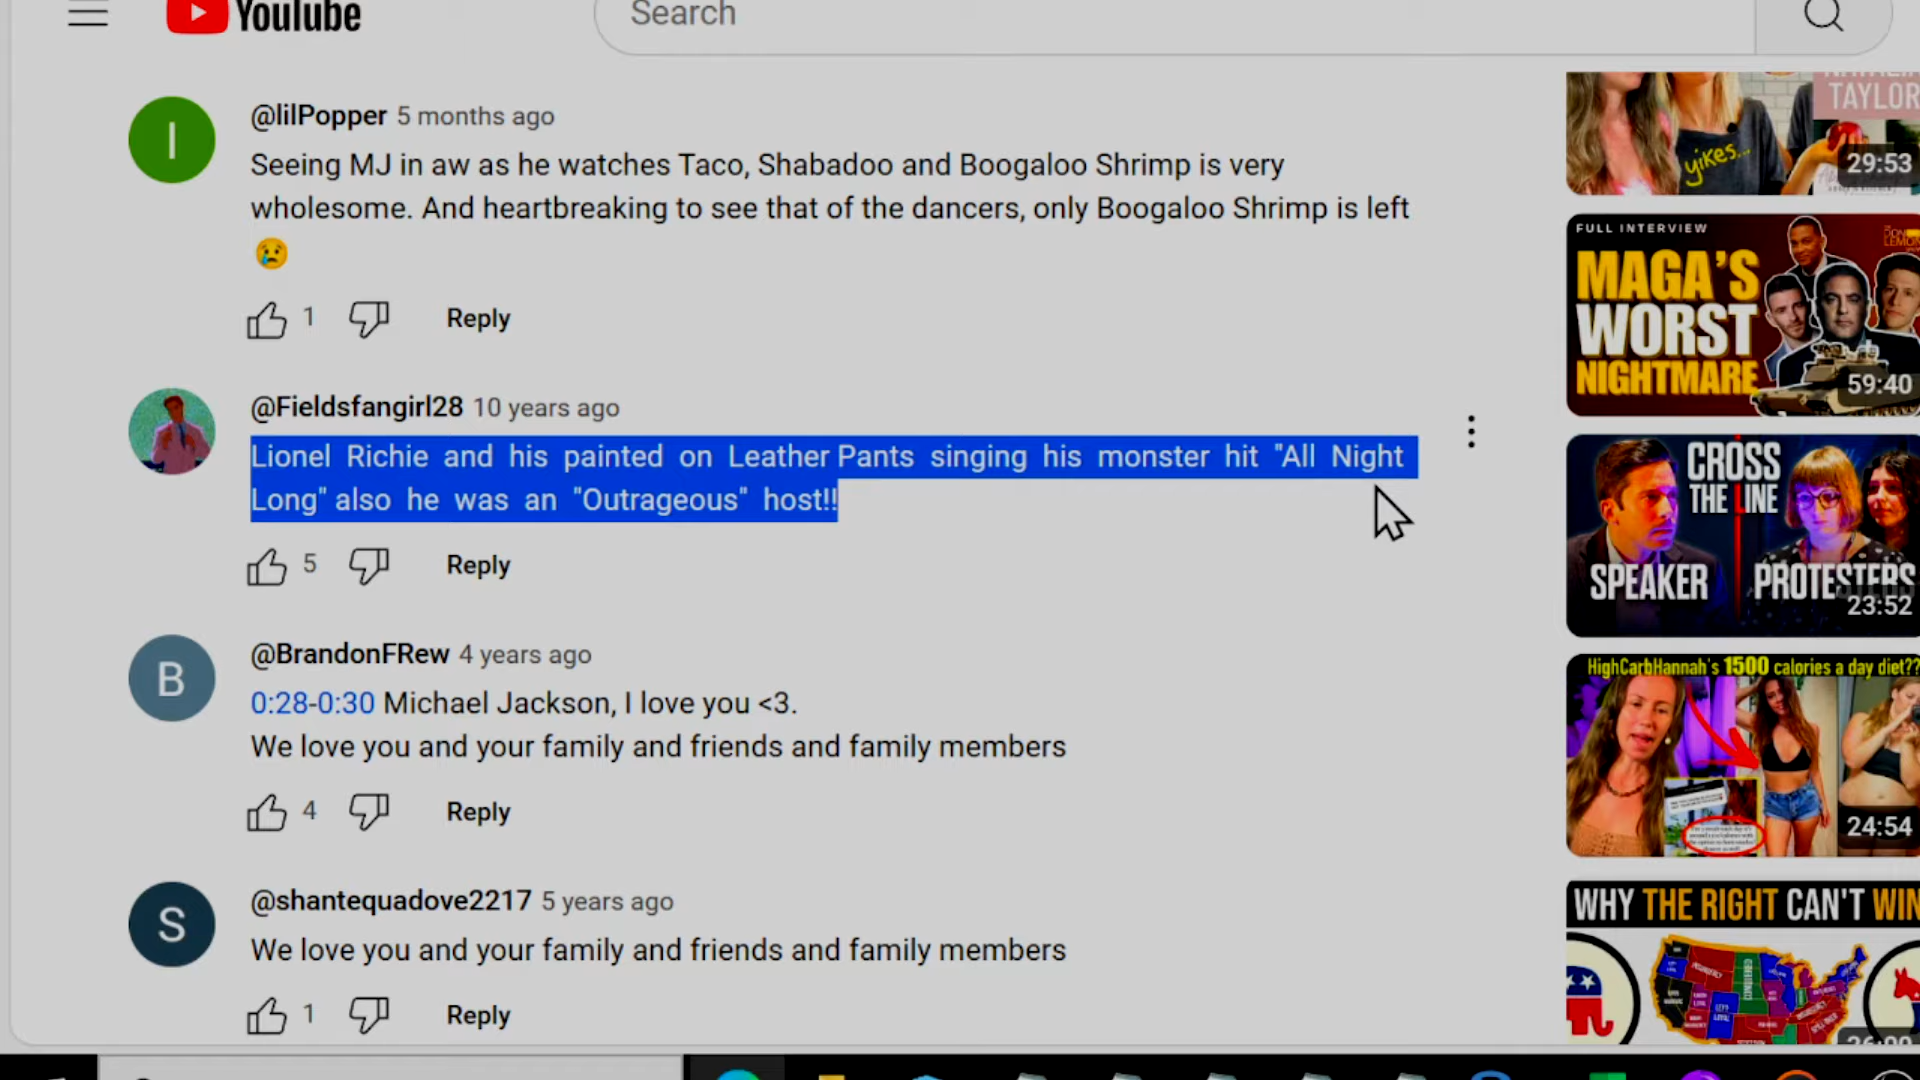 YouTube
Search
@lilPopper 5 months ago
Seeing MJ in aw as he watches Taco, Shabadoo and Boogaloo Shrimp is very
wholesome. And heartbreaking to see that of the dancers, only Boogaloo Shrimp is left
😢
1 Reply
@Fieldsfangirl28 10 years ago
Lionel Richie and his painted on Leather Pants singing his monster hit "All Night
Long" also he was an "Outrageous" host!!
5 Reply
B
@BrandonFRew 4 years ago
0:28-0:30 Michael Jackson, I love you <3.
We love you and your family and friends and family members
4 Reply
S
@shantequadove2217 5 years ago
We love you and your family and friends and family members
1 Reply
TAYLOR
yikes...
29:53
FULL INTERVIEW
MAGA'S
WORST
NIGHTMARE
59:40
CROSS
THE LINE
SPEAKER
PROTESTERS
23:52
HighCarbHannah's 1500 calories a day diet??
24:54
WHY THE RIGHT CAN'T WIN